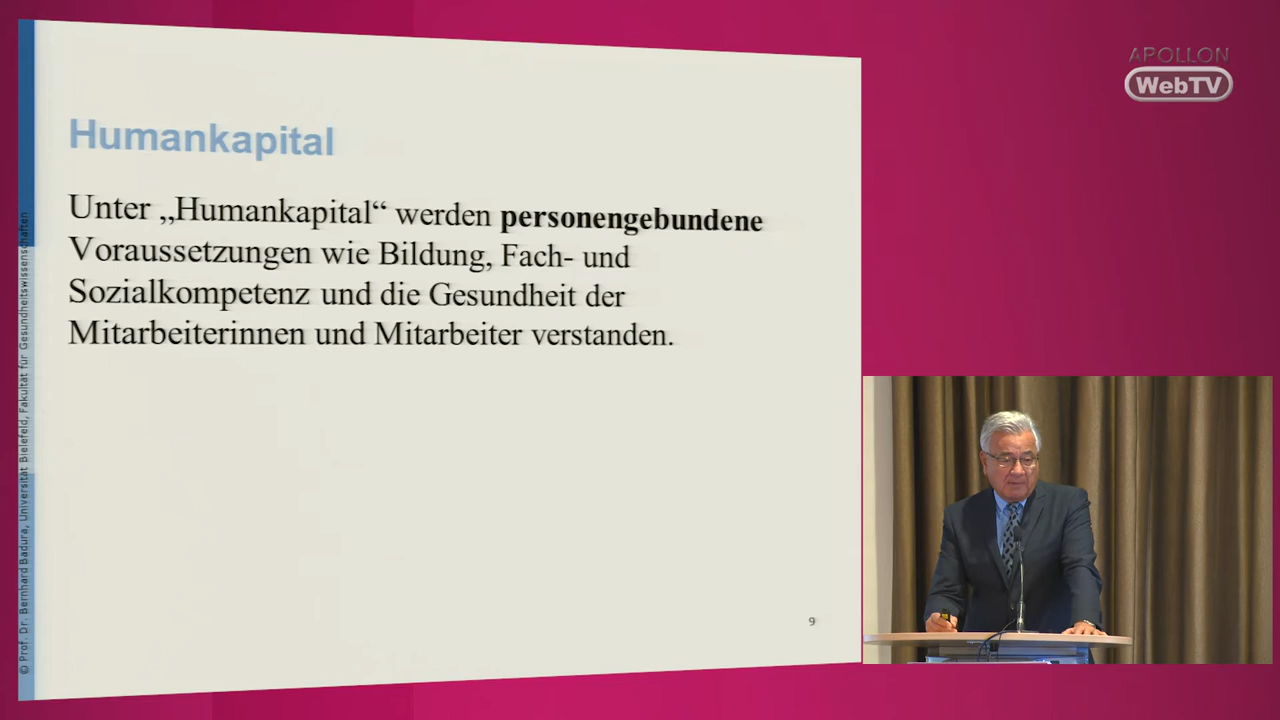 APOLLON
WebTV
Humankapital
Unter „Humankapital“ werden personengebundene
Voraussetzungen wie Bildung, Fach- und
Sozialkompetenz und die Gesundheit der
Mitarbeiterinnen und Mitarbeiter verstanden.
9
© Prof. Dr. Bernhard Badura, Universität Bielefeld, Fakultät für Gesundheitswissenschaften